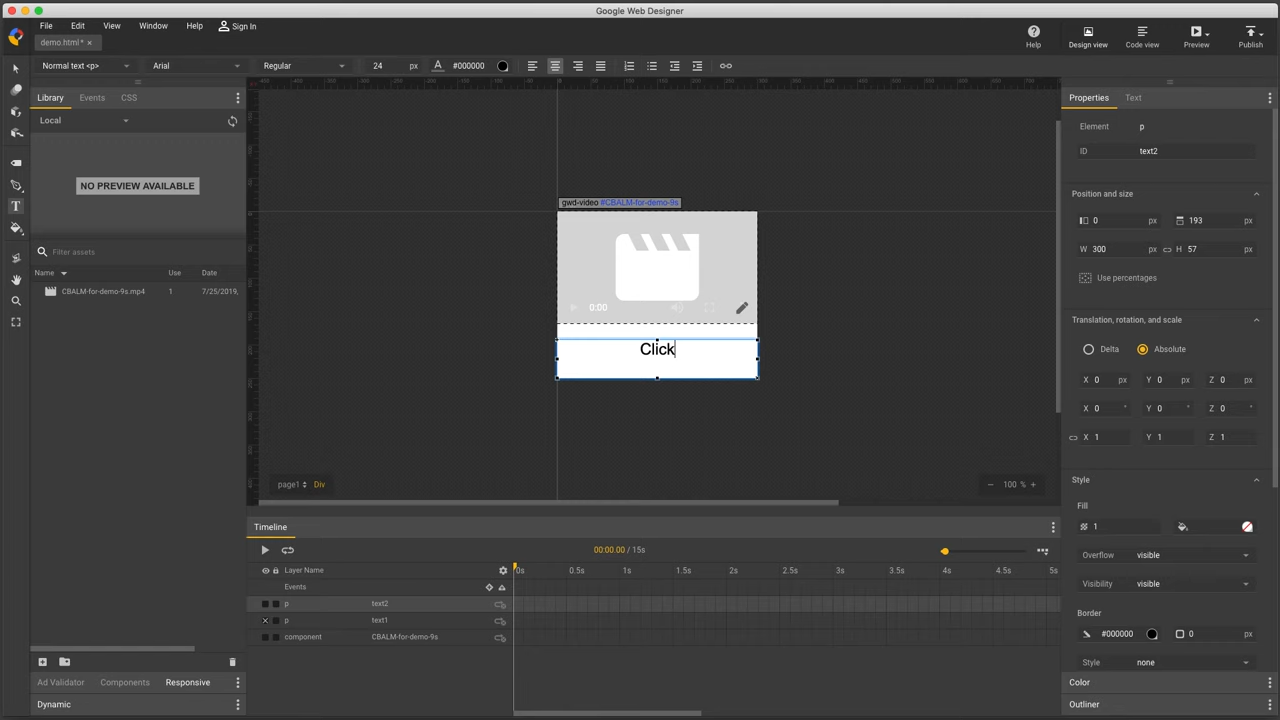 Google Web Designer
File Edit View Window Help Sign In
demo.html* ×
Help Design view Code view Preview Publish
Normal text <p> Arial Regular 24 px #000000
Library Events CSS
Local
NO PREVIEW AVAILABLE
Filter assets
Name Use Date
CBALM-for-demo-9s.mp4 1 7/25/2019,
Ad Validator Components Responsive
Dynamic
gwd-video #CBALM-for-demo-9s
0:00
Click
page1 Div
− 100 % +
Timeline
00:00.00 / 15s
Layer Name 0s 0.5s 1s 1.5s 2s 2.5s 3s 3.5s 4s 4.5s 5s
Events
p text2
p text1
component CBALM-for-demo-9s
Properties Text
Element p
ID text2
Position and size
0 px 193 px
W 300 px H 57 px
Use percentages
Translation, rotation, and scale
Delta Absolute
X 0 px Y 0 px Z 0 px
X 0 ° Y 0 ° Z 0 °
X 1 Y 1 Z 1
Style
Fill
1
Overflow visible
Visibility visible
Border
#000000 0 px
Style none
Color
Outliner